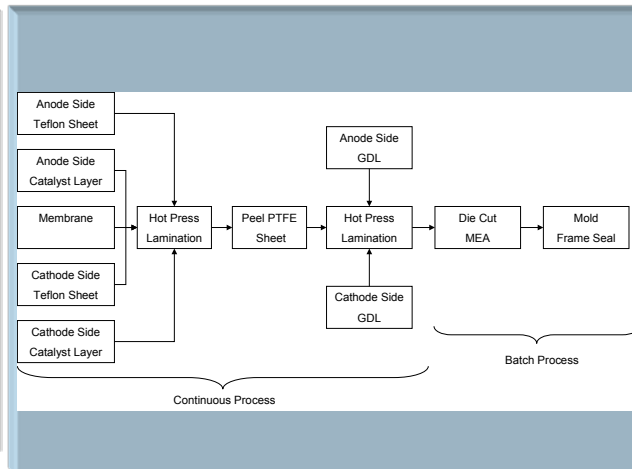 Anode Side
Teflon Sheet
Anode Side
Catalyst Layer
Membrane
Cathode Side
Teflon Sheet
Cathode Side
Catalyst Layer
Hot Press
Lamination
Peel PTFE
Sheet
Anode Side
GDL
Hot Press
Lamination
Cathode Side
GDL
Die Cut
MEA
Mold
Frame Seal
Continuous Process
Batch Process